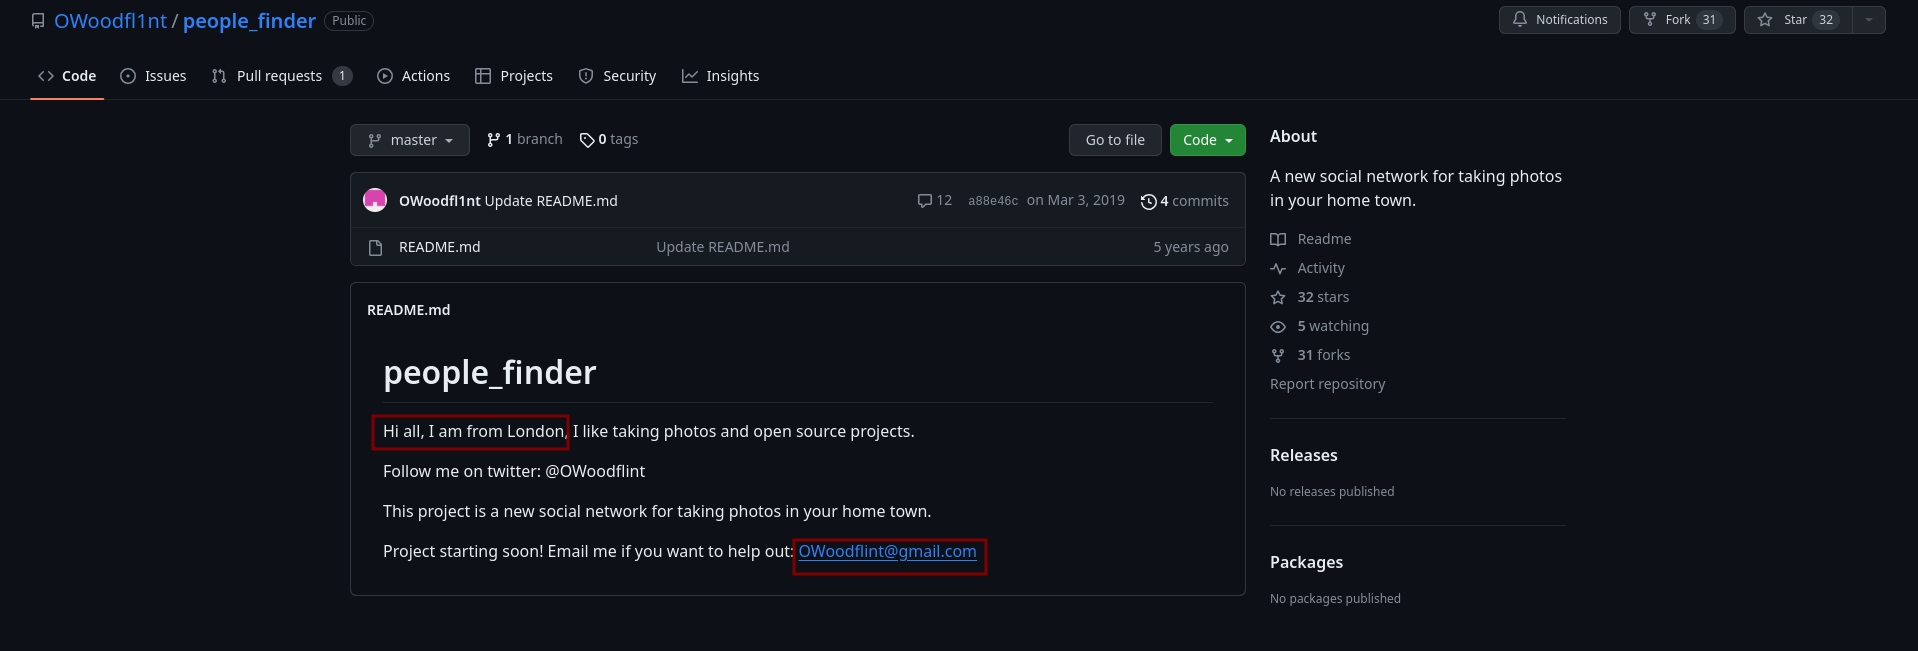 OWoodfl1nt / people_finder Public
Notifications Fork 31 Star 32
Code Issues Pull requests 1 Actions Projects Security Insights
master 1 branch 0 tags Go to file Code
OWoodfl1nt Update README.md 12 a88e46c on Mar 3, 2019 4 commits
README.md Update README.md 5 years ago
README.md
people_finder
Hi all, I am from London, I like taking photos and open source projects.
Follow me on twitter: @OWoodflint
This project is a new social network for taking photos in your home town.
Project starting soon! Email me if you want to help out: OWoodflint@gmail.com
About
A new social network for taking photos
in your home town.
Readme
Activity
32 stars
5 watching
31 forks
Report repository
Releases
No releases published
Packages
No packages published